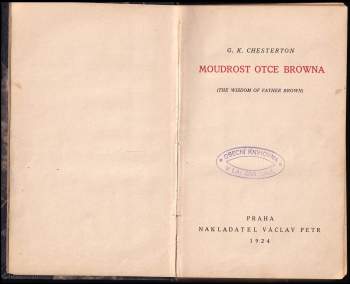 G. K. CHESTERTON
MOUDROST OTCE BROWNA
(THE WISDOM OF FATHER BROWN)
OBECNÍ KNIHOVNA
PRAHA
NAKLADATEL VÁCLAV PETR
1924